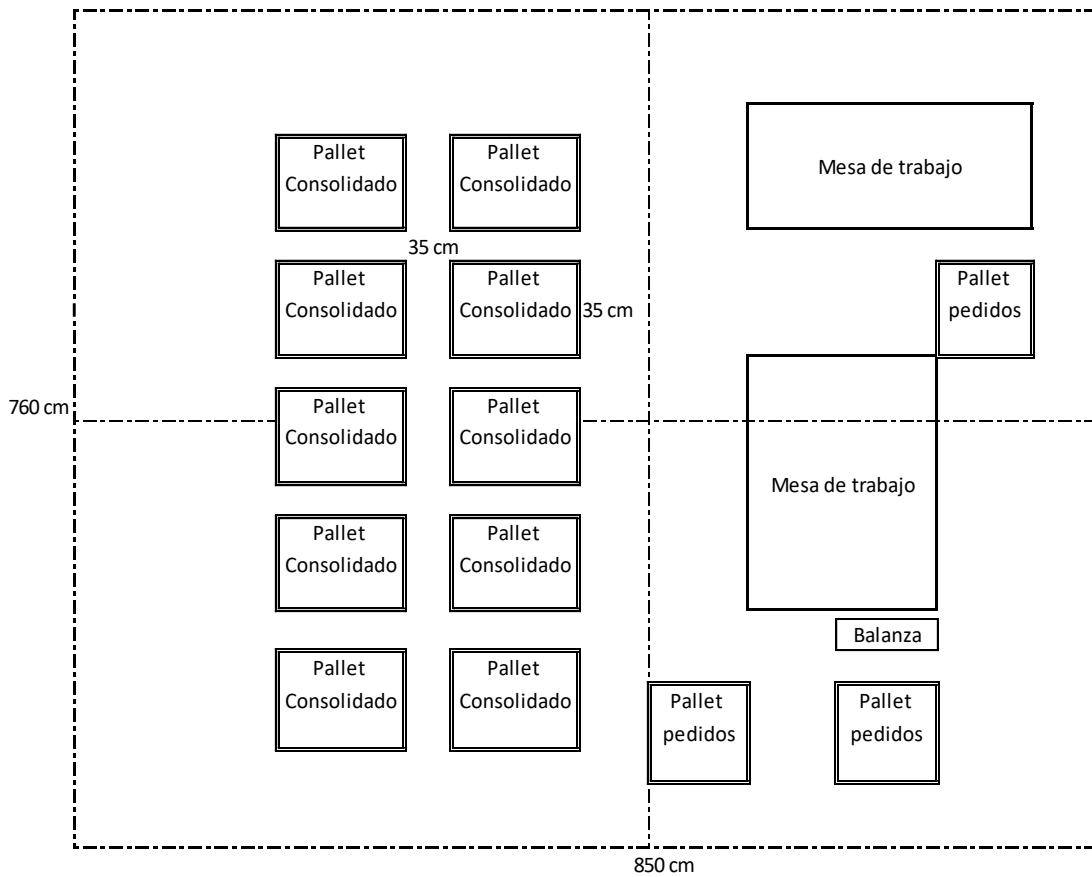 Pallet
Consolidado
Pallet
Consolidado
Mesa de trabajo
35 cm
Pallet
Consolidado
Pallet
Consolidado
35 cm
Pallet
pedidos
760 cm
Pallet
Consolidado
Pallet
Consolidado
Mesa de trabajo
Pallet
Consolidado
Pallet
Consolidado
Balanza
Pallet
Consolidado
Pallet
Consolidado
Pallet
pedidos
Pallet
pedidos
850 cm